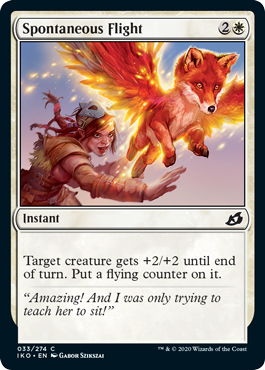 Spontaneous Flight 2
Instant
Target creature gets +2/+2 until end
of turn. Put a flying counter on it.
“Amazing! And I was only trying to
teach her to sit!”
033/274 C
IKO • EN GABOR SZIKSZAI
™ & © 2020 Wizards of the Coast